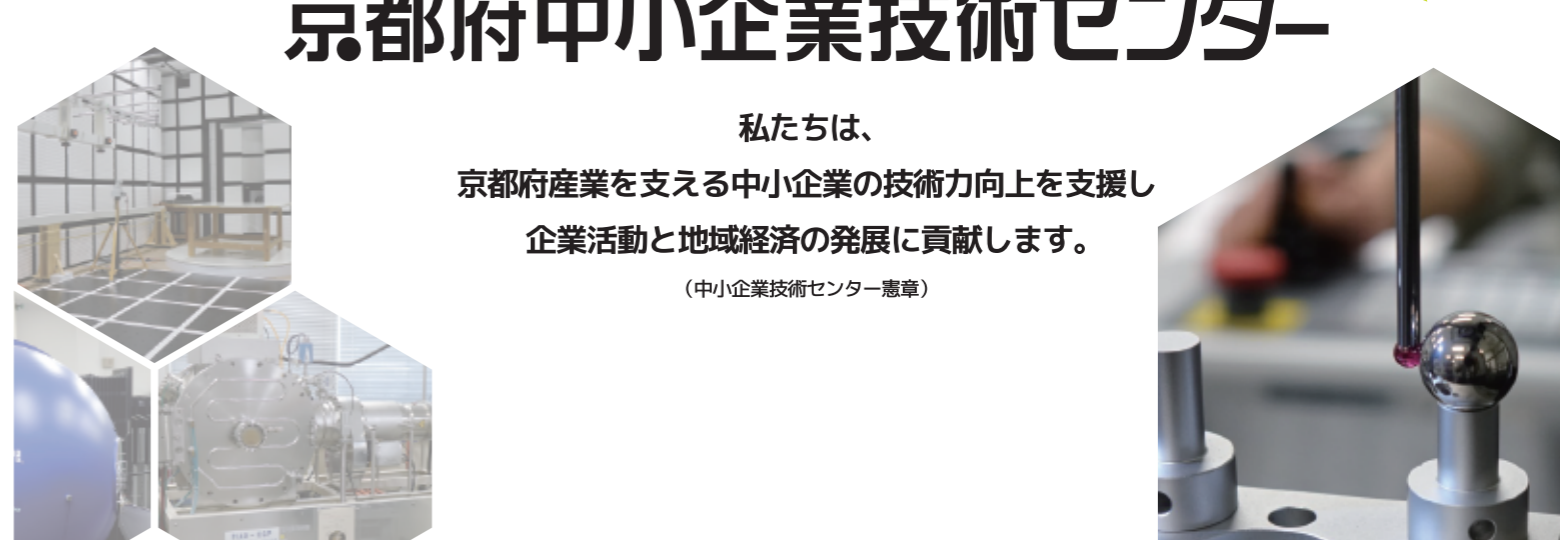 京都府中小企業技術センター
私たちは、
京都府産業を支える中小企業の技術力向上を支援し
企業活動と地域経済の発展に貢献します。
（中小企業技術センター憲章）